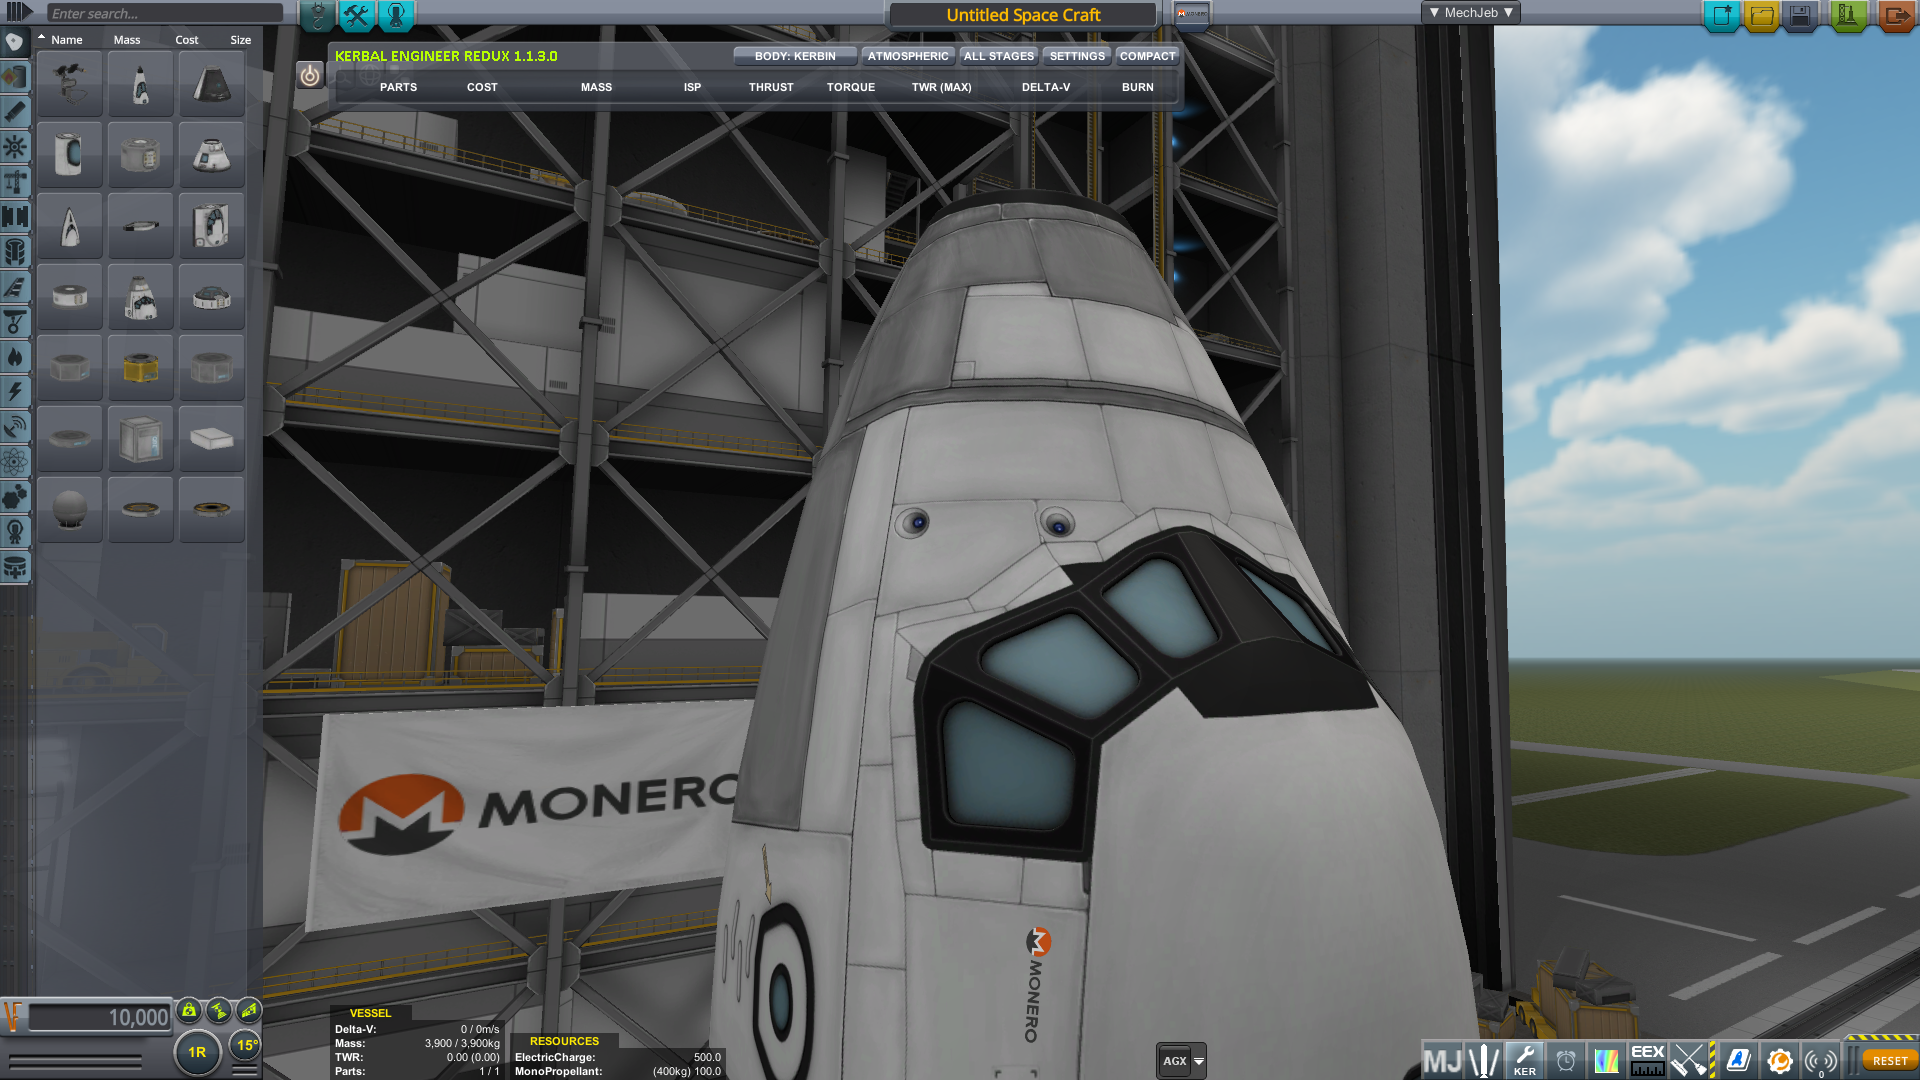 Enter search...
Untitled Space Craft
MONERO
▼ MechJeb ▼
Name Mass Cost Size
KERBAL ENGINEER REDUX 1.1.3.0
BODY: KERBIN ATMOSPHERIC ALL STAGES SETTINGS COMPACT
PARTS COST MASS ISP THRUST TORQUE TWR (MAX) DELTA-V BURN
MONERO
MONERO
10,000
1R
15°
VESSEL
Delta-V: 0 / 0m/s
Mass: 3,900 / 3,900kg
TWR: 0.00 (0.00)
Parts: 1 / 1
RESOURCES
ElectricCharge: 500.0
MonoPropellant: (400kg) 100.0
AGX
MJ
KER
EEX
0
RESET